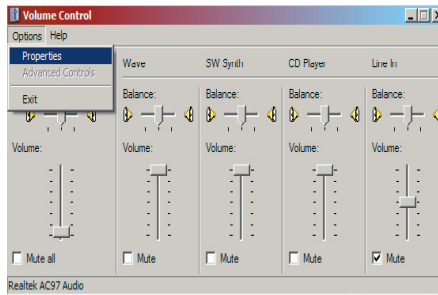 Volume Control
Options Help
Properties
Advanced Controls
Exit
Wave SW Synth CD Player Line In
Balance: Balance: Balance: Balance:
Volume: Volume: Volume: Volume: Volume:
Mute all Mute Mute Mute Mute
Realtek AC97 Audio